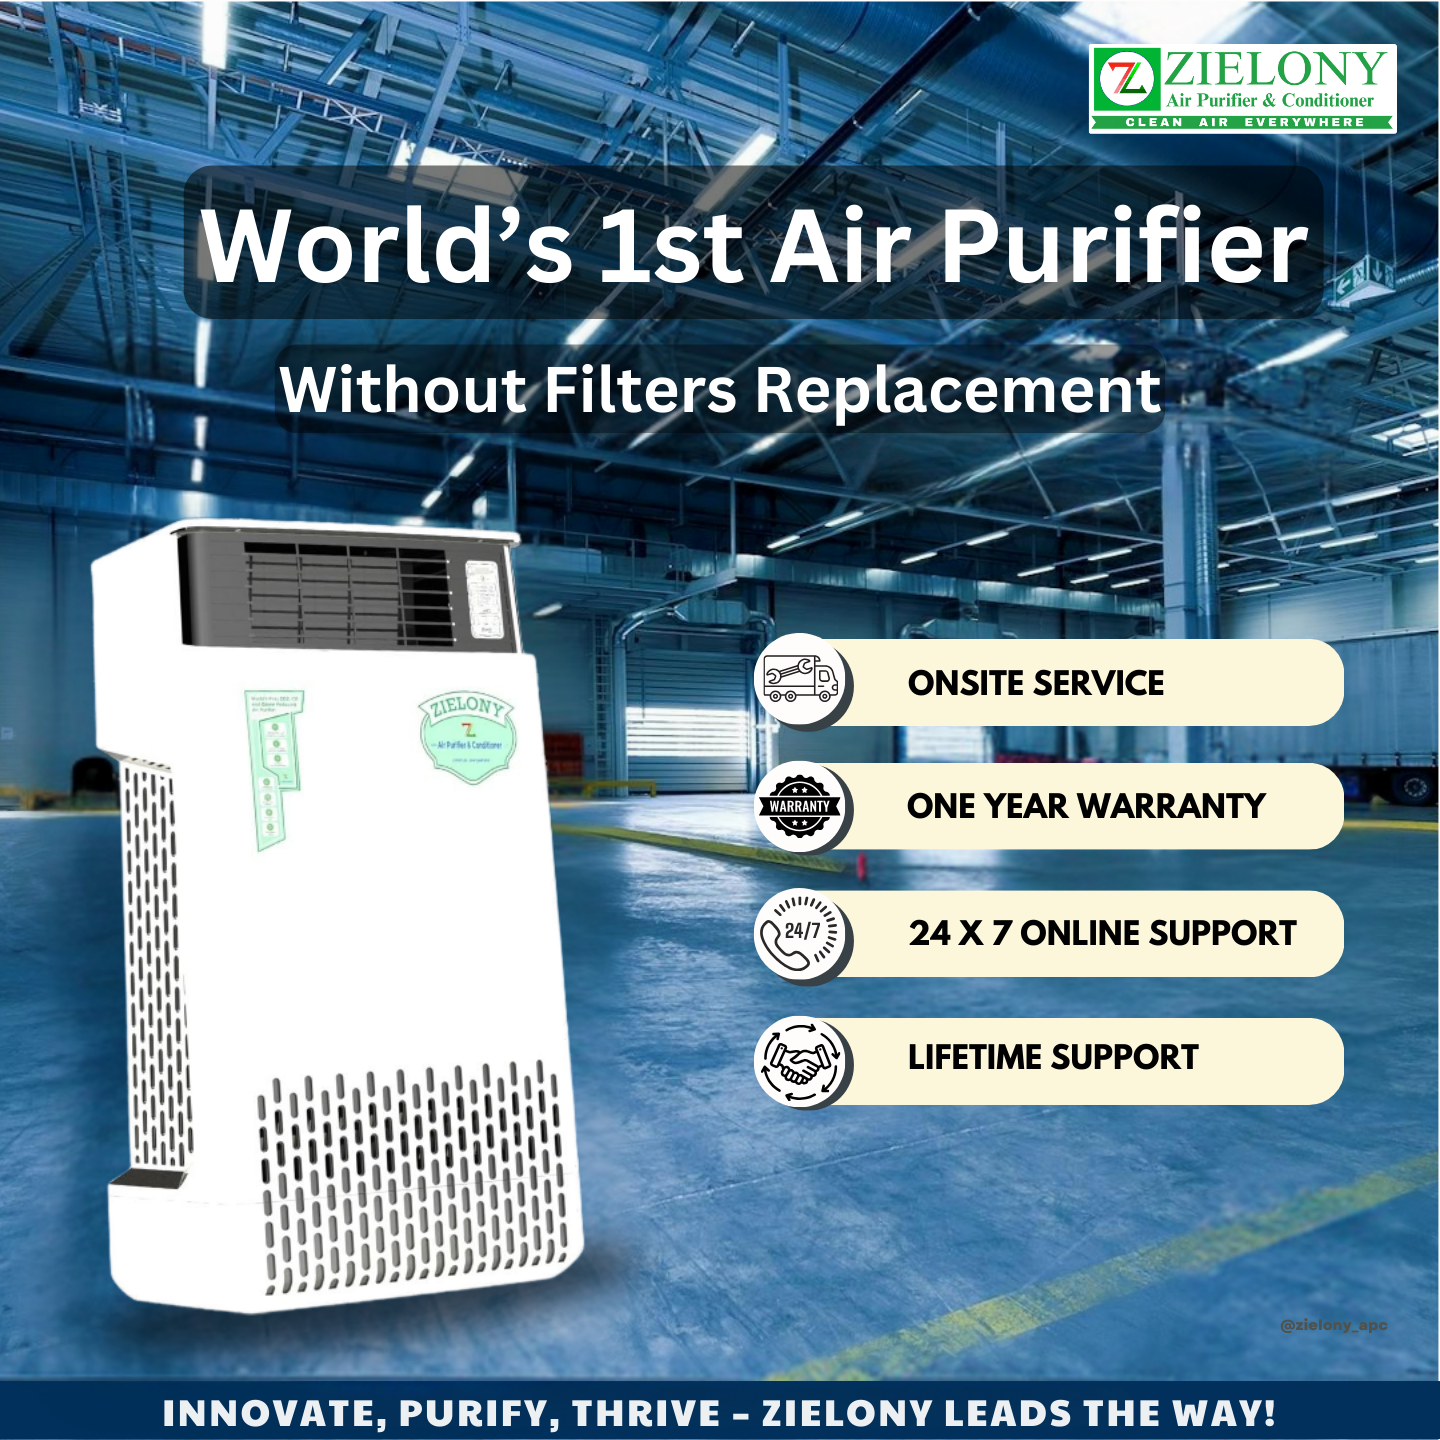 ZIELONY
Air Purifier & Conditioner
CLEAN AIR EVERYWHERE
World's 1st Air Purifier
Without Filters Replacement
ZIELONY
Air Purifier & Conditioner
ONSITE SERVICE
WARRANTY
ONE YEAR WARRANTY
24/7
24 X 7 ONLINE SUPPORT
LIFETIME SUPPORT
@zielony_apc
INNOVATE, PURIFY, THRIVE – ZIELONY LEADS THE WAY!